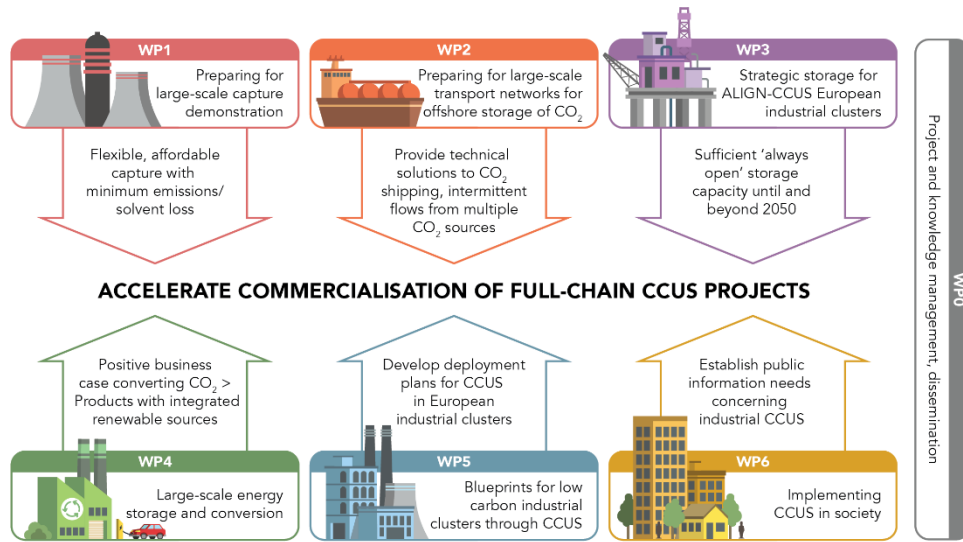 WP1
Preparing for
large-scale capture
demonstration
Flexible, affordable
capture with
minimum emissions/
solvent loss
WP2
Preparing for large-scale
transport networks for
offshore storage of CO₂
Provide technical
solutions to CO₂
shipping, intermittent
flows from multiple
CO₂ sources
WP3
Strategic storage for
ALIGN-CCUS European
industrial clusters
Sufficient ‘always
open’ storage
capacity until and
beyond 2050
ACCELERATE COMMERCIALISATION OF FULL-CHAIN CCUS PROJECTS
Positive business
case converting CO₂ >
Products with integrated
renewable sources
WP4
Large-scale energy
storage and conversion
Develop deployment
plans for CCUS
in European
industrial clusters
WP5
Blueprints for low
carbon industrial
clusters through CCUS
Establish public
information needs
concerning
industrial CCUS
WP6
Implementing
CCUS in society
WP0
Project and knowledge management, dissemination